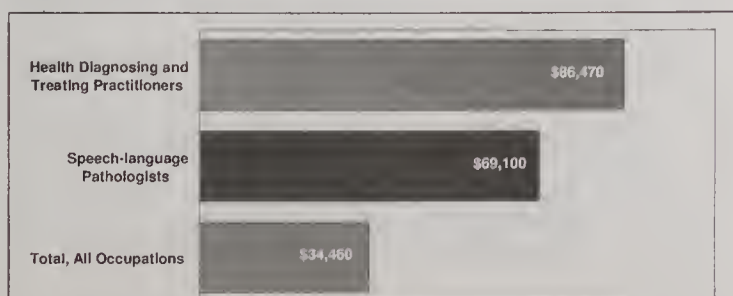 Health Diagnosing and
Treating Practitioners
$86,470
Speech-language
Pathologists
$69,100
Total, All Occupations
$34,460